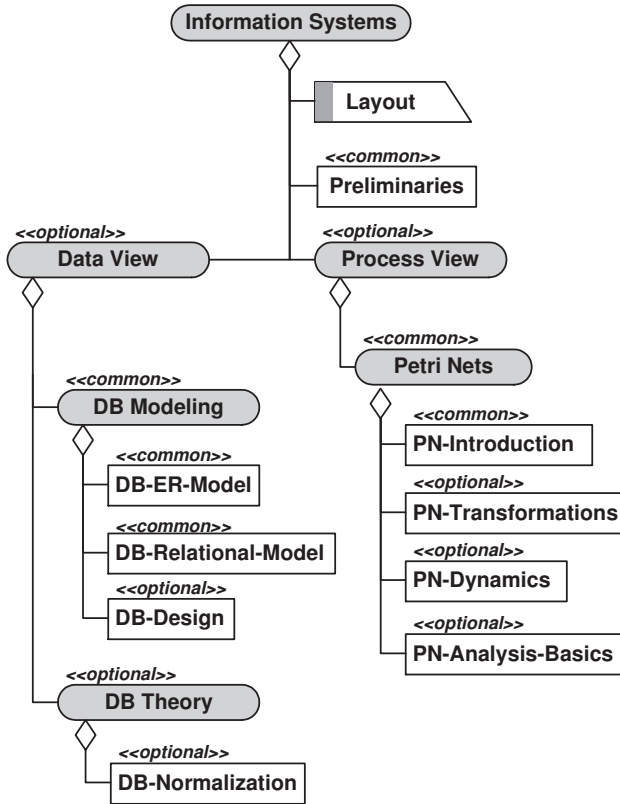 Information Systems
Layout
<<common>>
Preliminaries
<<optional>>
Data View
<<optional>>
Process View
<<common>>
Petri Nets
<<common>>
DB Modeling
<<common>>
DB-ER-Model
<<common>>
DB-Relational-Model
<<optional>>
DB-Design
<<common>>
PN-Introduction
<<optional>>
PN-Transformations
<<optional>>
PN-Dynamics
<<optional>>
PN-Analysis-Basics
<<optional>>
DB Theory
<<optional>>
DB-Normalization